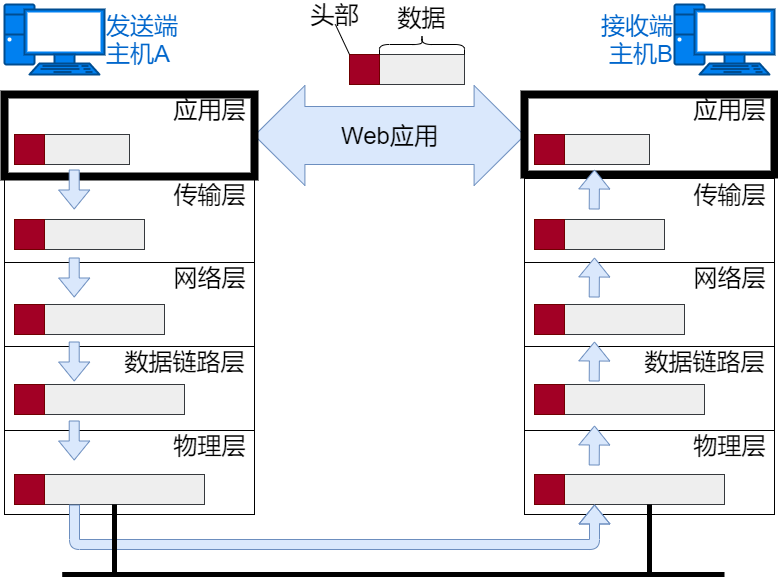 发送端
主机A
头部
数据
接收端
主机B
应用层
Web应用
应用层
传输层
传输层
网络层
网络层
数据链路层
数据链路层
物理层
物理层